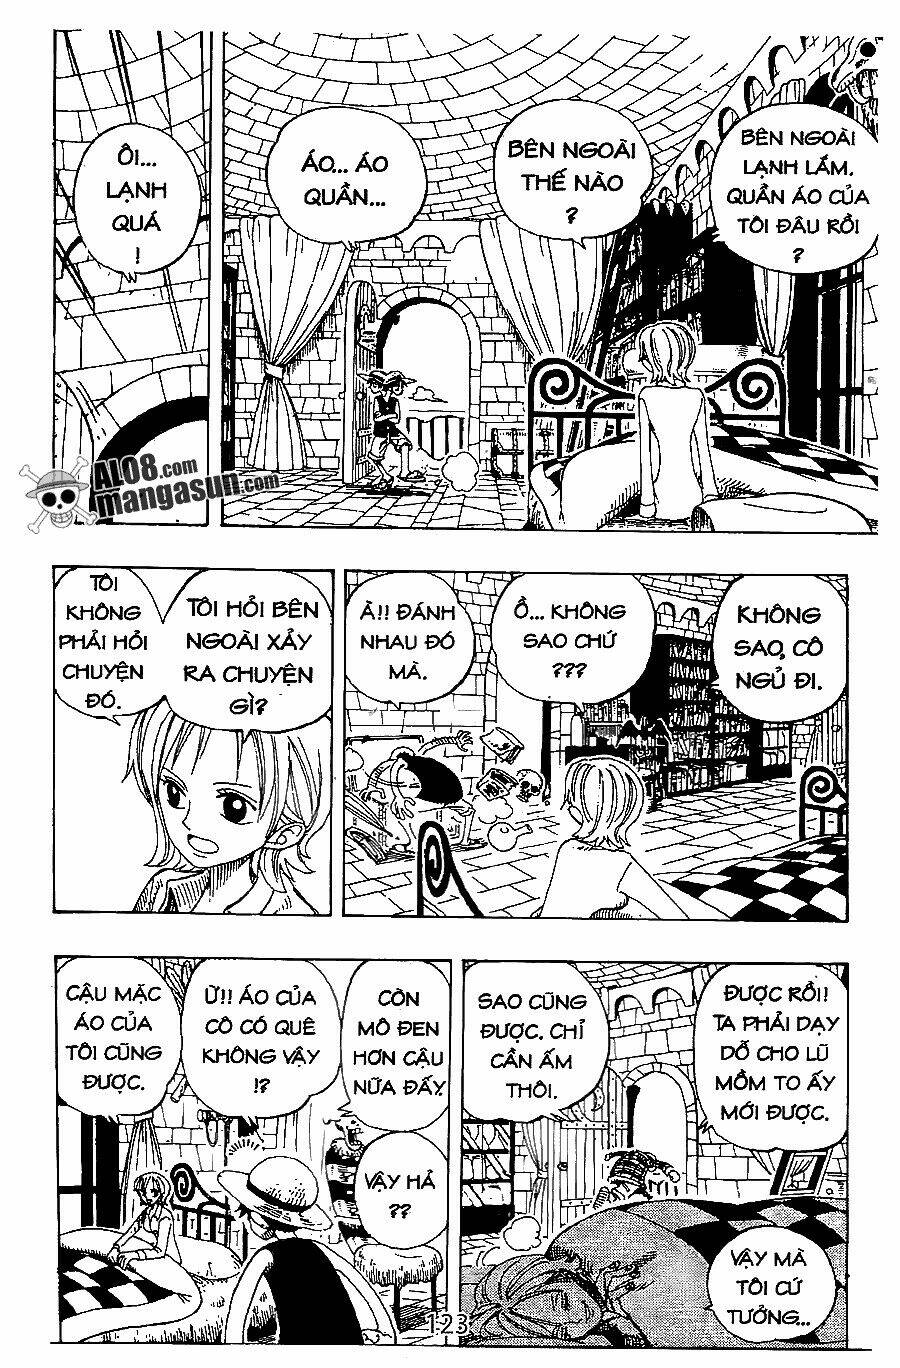 ÔI...
LẠNH
QUÁ
!
ÁO... ÁO
QUẦN...
BÊN NGOÀI
THẾ NÀO
?
BÊN NGOÀI
LẠNH LẮM.
QUẦN ÁO CỦA
TÔI ĐÂU RỒI
?
AL08.com
mangasun.com
TÔI
KHÔNG
PHẢI HỎI
CHUYỆN
ĐÓ.
TÔI HỎI BÊN
NGOÀI XẢY
RA CHUYỆN
GÌ?
À!! ĐÁNH
NHAU ĐÓ
MÀ.
Ồ... KHÔNG
SAO CHỨ
???
KHÔNG
SAO, CÔ
NGỦ ĐI.
CẬU MẶC
ÁO CỦA
TÔI CŨNG
ĐƯỢC.
Ừ!! ÁO CỦA
CÔ CÓ QUÊ
KHÔNG VẬY
!?
CÒN
MÔ ĐEN
HƠN CẬU
NỮA ĐẤY.
VẬY HẢ
??
SAO CŨNG
ĐƯỢC. CHỈ
CẦN ẤM
THÔI.
ĐƯỢC RỒI!!
TA PHẢI DẠY
DỖ CHO LŨ
MỒM TO ẤY
MỚI ĐƯỢC.
VẬY MÀ
TÔI CỨ
TƯỞNG...
123